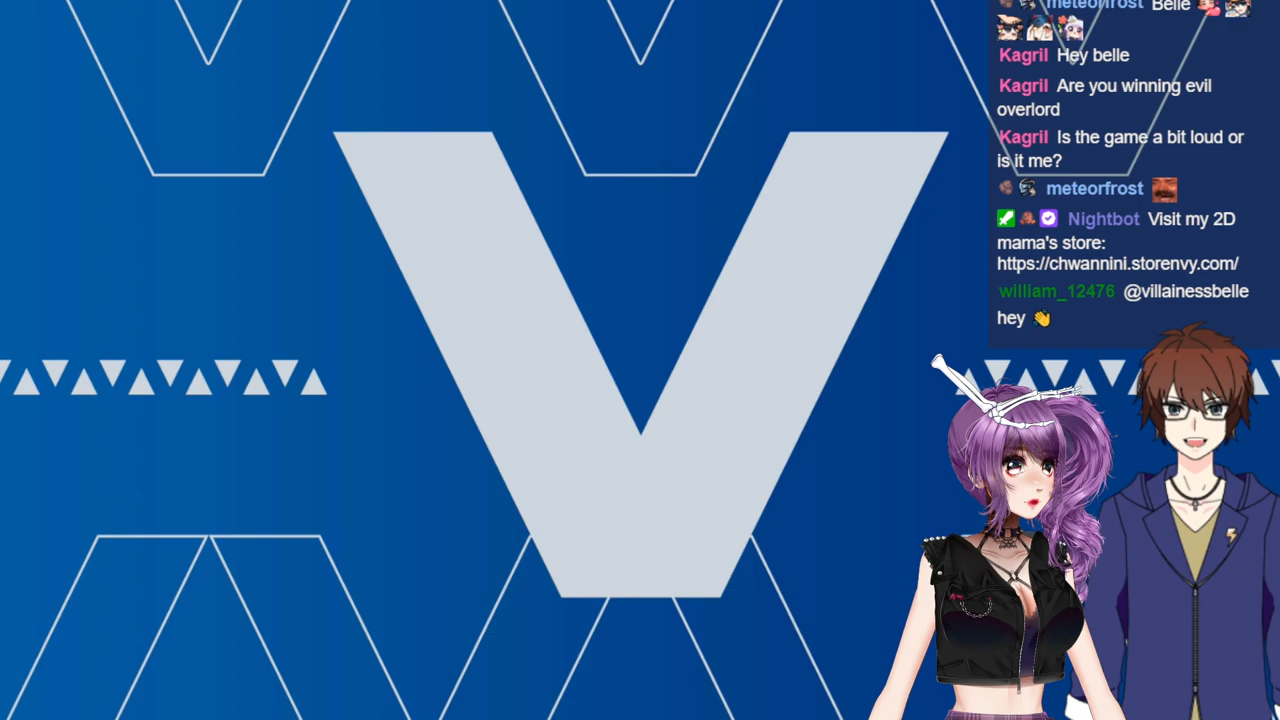 meteorfrost Belle
Kagril Hey belle
Kagril Are you winning evil
overlord
Kagril Is the game a bit loud or
is it me?
meteorfrost
Nightbot Visit my 2D
mama's store:
https://chwannini.storenvy.com/
william_12476 @villainessbelle
hey 👋
V